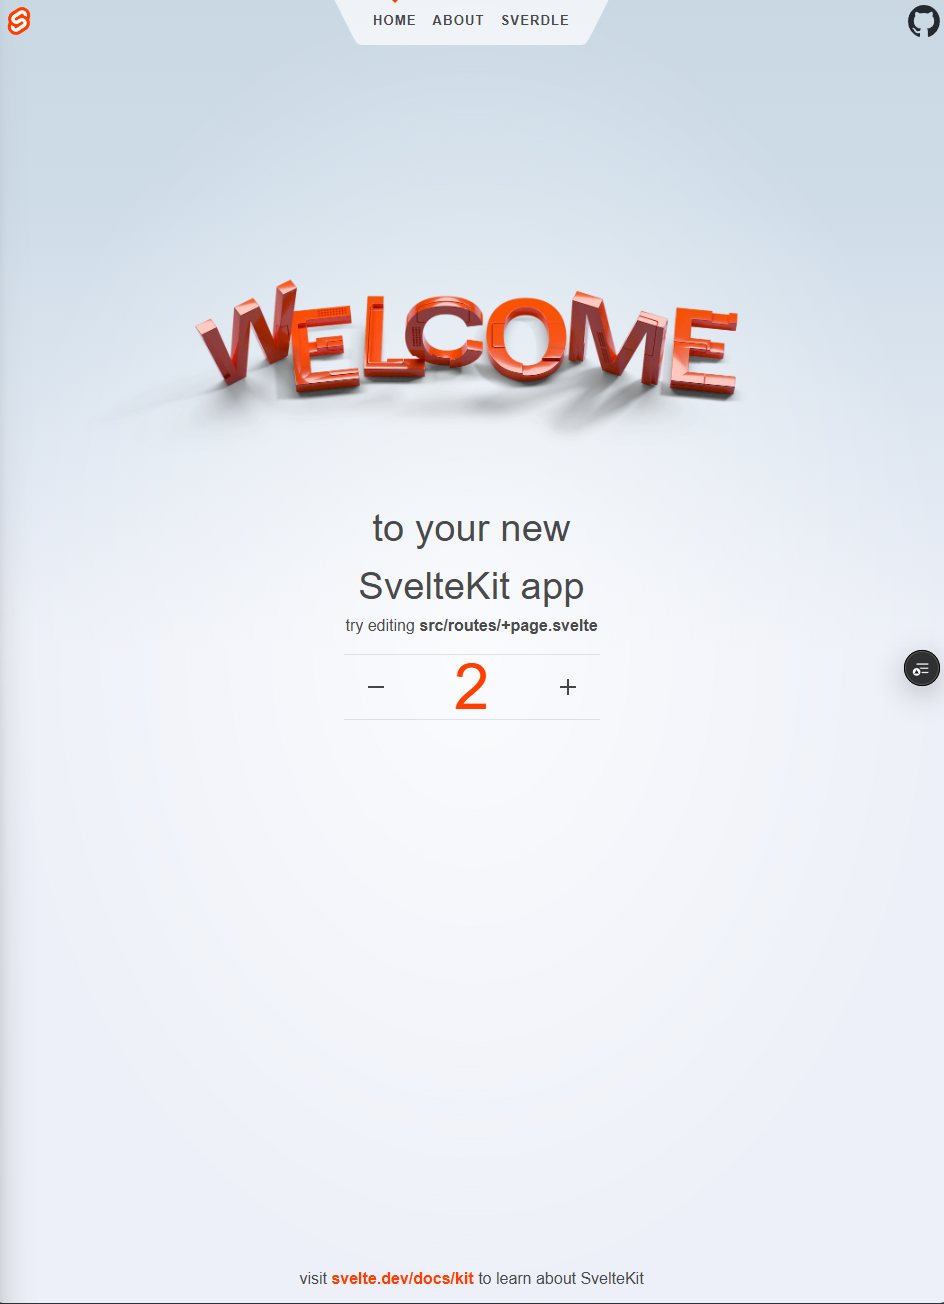 HOME ABOUT SVERDLE
WELCOME
to your new
SvelteKit app
try editing src/routes/+page.svelte
− 2 +
visit svelte.dev/docs/kit to learn about SvelteKit